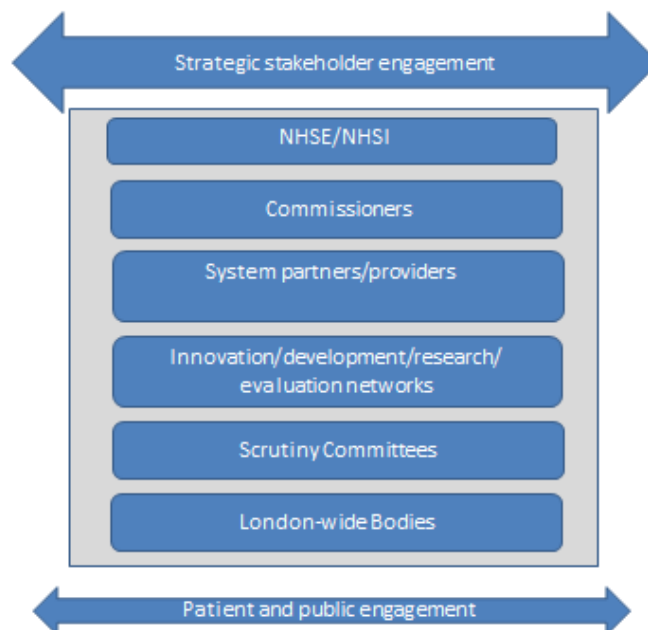 Strategic stakeholder engagement
NHSE/NHSI
Commissioners
System partners/providers
Innovation/development/research/
evaluation networks
Scrutiny Committees
London-wide Bodies
Patient and public engagement